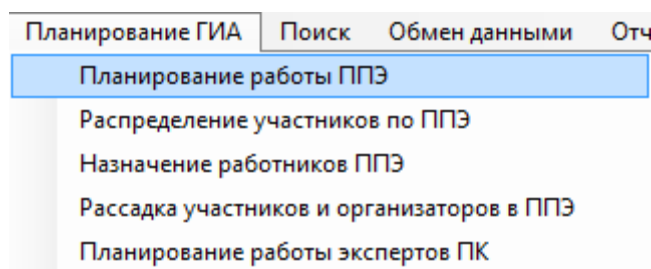 Планирование ГИА Поиск Обмен данными Отч
Планирование работы ППЭ
Распределение участников по ППЭ
Назначение работников ППЭ
Рассадка участников и организаторов в ППЭ
Планирование работы экспертов ПК